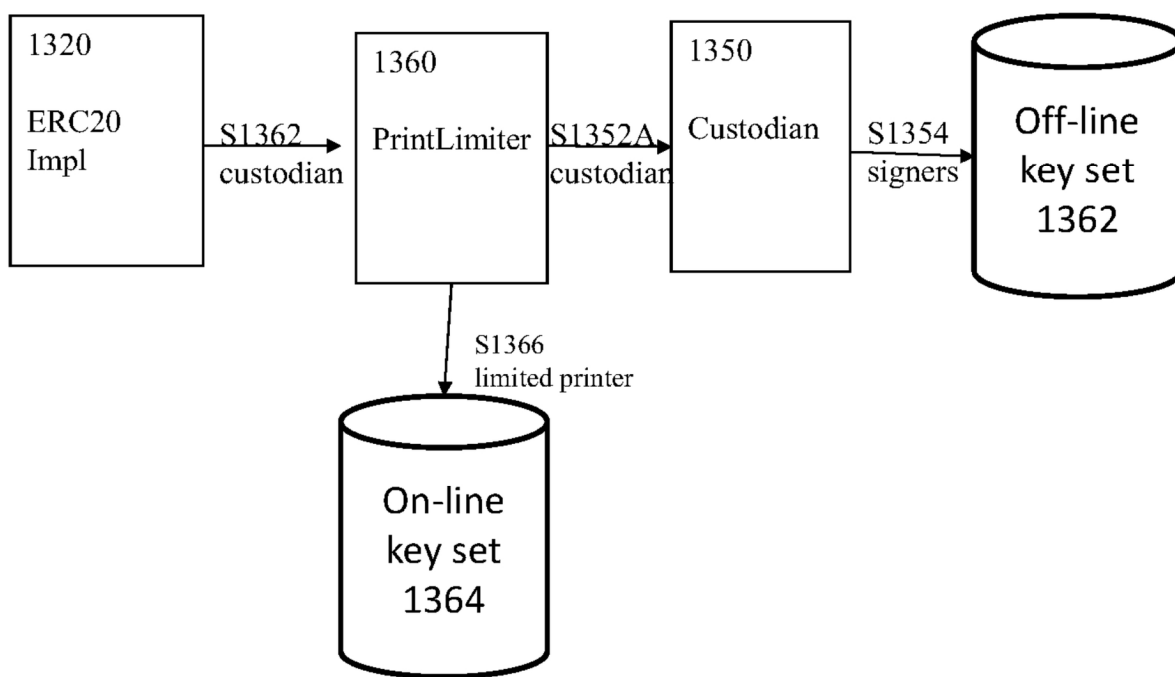 1320
ERC20
Impl
S1362
custodian
1360
PrintLimiter
S1352A
custodian
1350
Custodian
S1354
signers
Off-line
key set
1362
S1366
limited printer
On-line
key set
1364